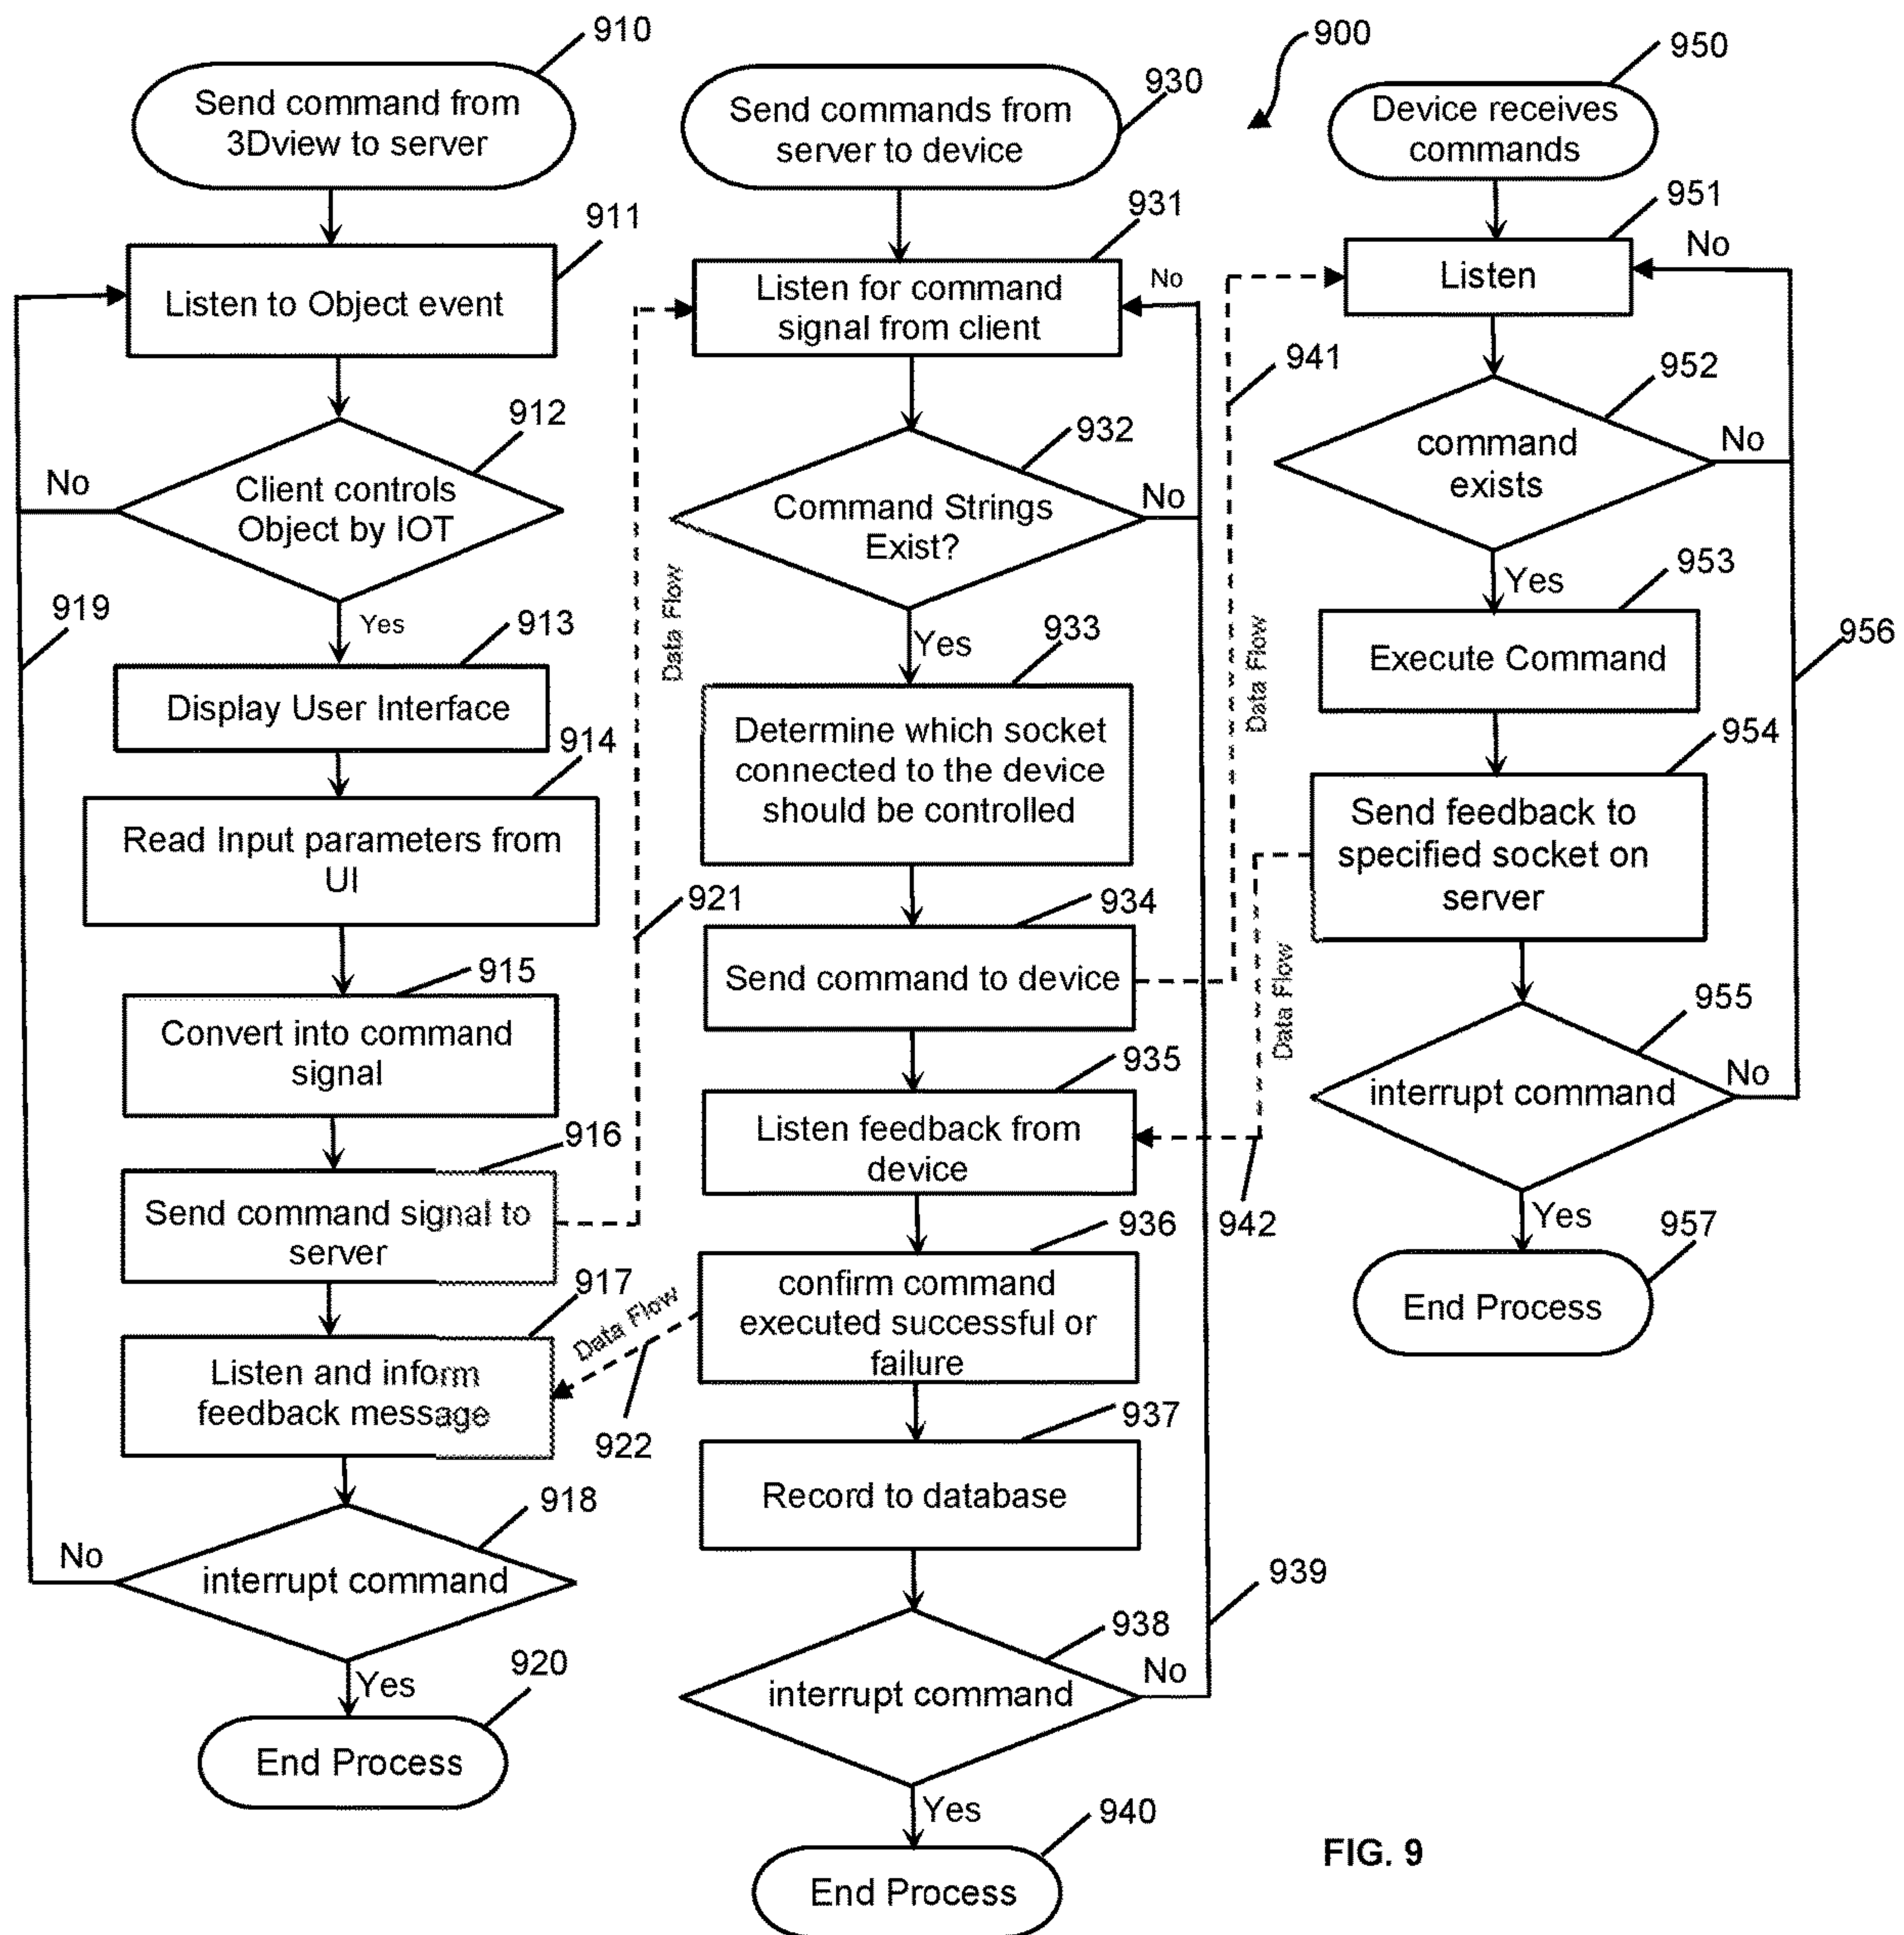 910
Send command from
3Dview to server
911
Listen to Object event
912
Client controls
Object by IOT
No
Yes
919
913
Display User Interface
914
Read Input parameters from
UI
915
Convert into command
signal
916
Send command signal to
server
917
Listen and inform
feedback message
918
interrupt command
No
Yes
920
End Process
Data Flow
921
Data Flow
922
900
930
Send commands from
server to device
931
Listen for command
signal from client
No
932
Command Strings
Exist?
No
Yes
933
Determine which socket
connected to the device
should be controlled
934
Send command to device
935
Listen feedback from
device
936
confirm command
executed successful or
failure
937
Record to database
938
interrupt command
No
939
Yes
940
End Process
941
Data Flow
Data Flow
942
950
Device receives
commands
951
Listen
No
952
command
exists
No
Yes
953
Execute Command
956
954
Send feedback to
specified socket on
server
955
interrupt command
No
Yes
957
End Process
FIG. 9